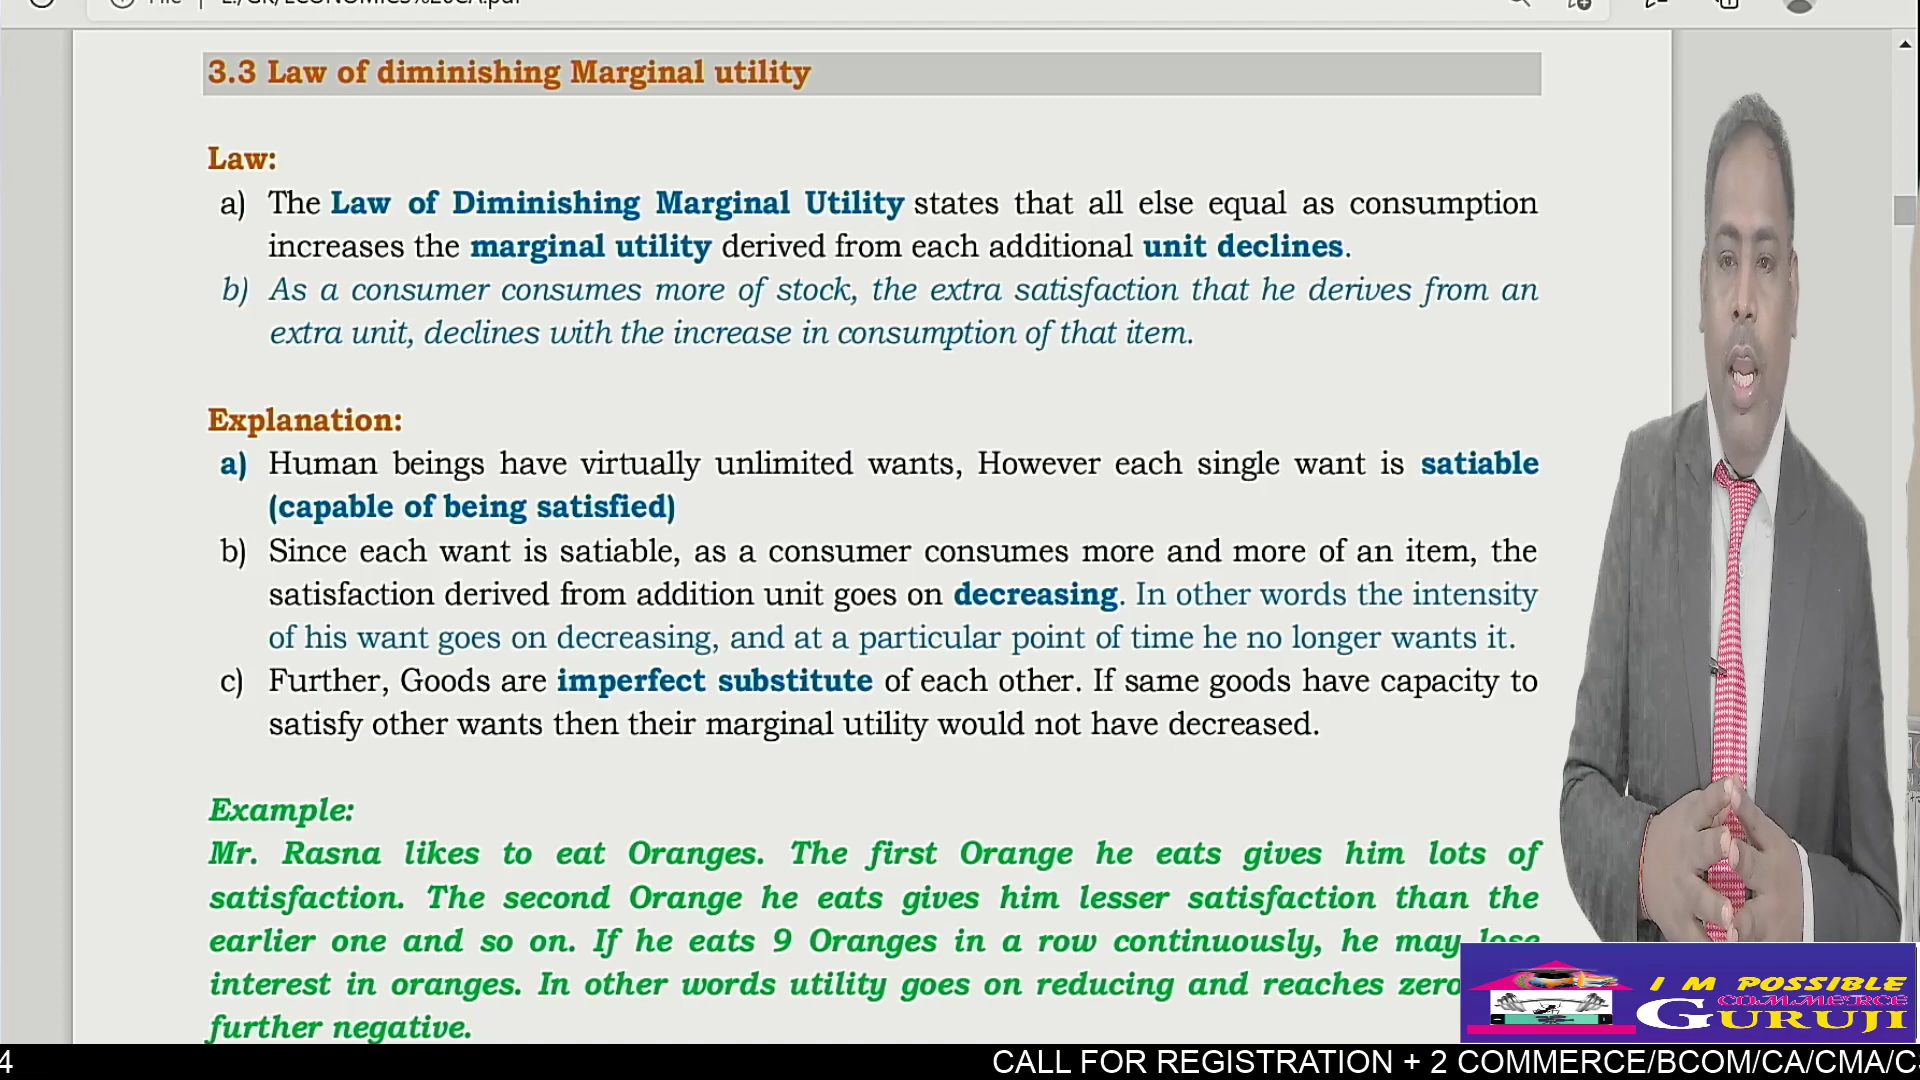 3.3 Law of diminishing Marginal utility
Law:
a) The Law of Diminishing Marginal Utility states that all else equal as consumption
increases the marginal utility derived from each additional unit declines.
b) As a consumer consumes more of stock, the extra satisfaction that he derives from an
extra unit, declines with the increase in consumption of that item.
Explanation:
a) Human beings have virtually unlimited wants, However each single want is satiable
(capable of being satisfied)
b) Since each want is satiable, as a consumer consumes more and more of an item, the
satisfaction derived from addition unit goes on decreasing. In other words the intensity
of his want goes on decreasing, and at a particular point of time he no longer wants it.
c) Further, Goods are imperfect substitute of each other. If same goods have capacity to
satisfy other wants then their marginal utility would not have decreased.
Example:
Mr. Rasna likes to eat Oranges. The first Orange he eats gives him lots of
satisfaction. The second Orange he eats gives him lesser satisfaction than the
earlier one and so on. If he eats 9 Oranges in a row continuously, he may lose
interest in oranges. In other words utility goes on reducing and reaches zero
further negative.
I M POSSIBLE
COMMERCE
GURUJI
4
CALL FOR REGISTRATION + 2 COMMERCE/BCOM/CA/CMA/C